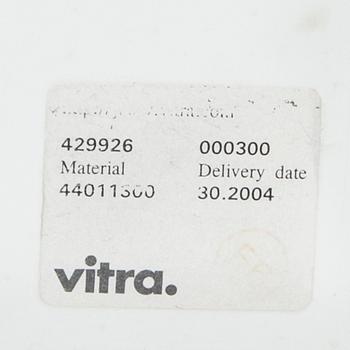 429926 000300
Material Delivery date
44011300 30.2004
vitra.